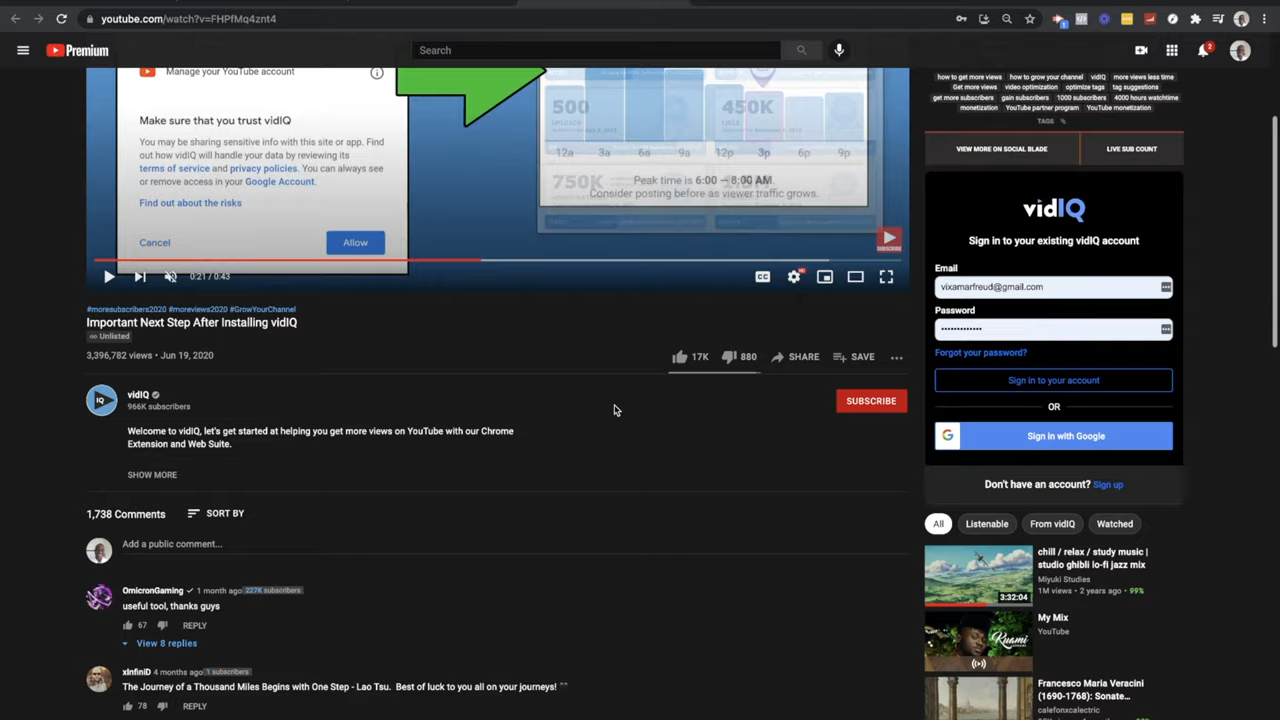 youtube.com/watch?v=FHPfMq4znt4
Premium
Search
2
Manage your YouTube account
Make sure that you trust vidIQ
You may be sharing sensitive info with this site or app. Find
out how vidIQ will handle your data by reviewing its
terms of service and privacy policies. You can always see
or remove access in your Google Account.
Find out about the risks
Cancel
Allow
500
450K
12a 3a 6a 9a 12p 3p 6p 9p
750K
Peak time is 6:00 — 8:00 AM.
Consider posting before as viewer traffic grows.
SUBSCRIBE
0:21 / 0:43
#moresubscribers2020 #moreviews2020 #GrowYourChannel
Important Next Step After Installing vidIQ
Unlisted
3,396,782 views • Jun 19, 2020
17K
880
SHARE
SAVE
IQ
vidIQ
966K subscribers
SUBSCRIBE
Welcome to vidIQ, let's get started at helping you get more views on YouTube with our Chrome
Extension and Web Suite.
SHOW MORE
1,738 Comments
SORT BY
Add a public comment...
OmicronGaming 1 month ago 227K subscribers
useful tool, thanks guys
67
REPLY
View 8 replies
xInfiniD 4 months ago 1 subscribers
The Journey of a Thousand Miles Begins with One Step - Lao Tsu. Best of luck to you all on your journeys!
78
REPLY
how to get more views how to grow your channel vidIQ more views less time
Get more views video optimization optimize tags tag suggestions
get more subscribers gain subscribers 1000 subscribers 4000 hours watchtime
monetization YouTube partner program YouTube monetization
TAGS
VIEW MORE ON SOCIAL BLADE
LIVE SUB COUNT
vidIQ
Sign in to your existing vidIQ account
Email
vixamarfreud@gmail.com
Password
•••••••••••••
Forgot your password?
Sign in to your account
OR
Sign in with Google
Don't have an account? Sign up
All
Listenable
From vidIQ
Watched
3:32:04
chill / relax / study music |
studio ghibli lo-fi jazz mix
Miyuki Studies
1M views • 2 years ago • 99%
Kuami
My Mix
YouTube
Francesco Maria Veracini
(1690-1768): Sonate...
calefonxcalectric